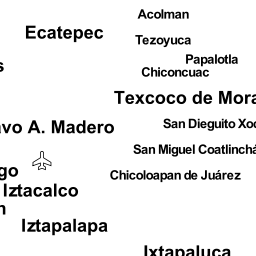 Acolman
Ecatepec
Tezoyuca
Papalotla
s
Chiconcuac
Texcoco de Mora
avo A. Madero
San Dieguito Xoc
San Miguel Coatlinchá
go
Chicoloapan de Juárez
Iztacalco
n
Iztapalapa
Ixtapaluca